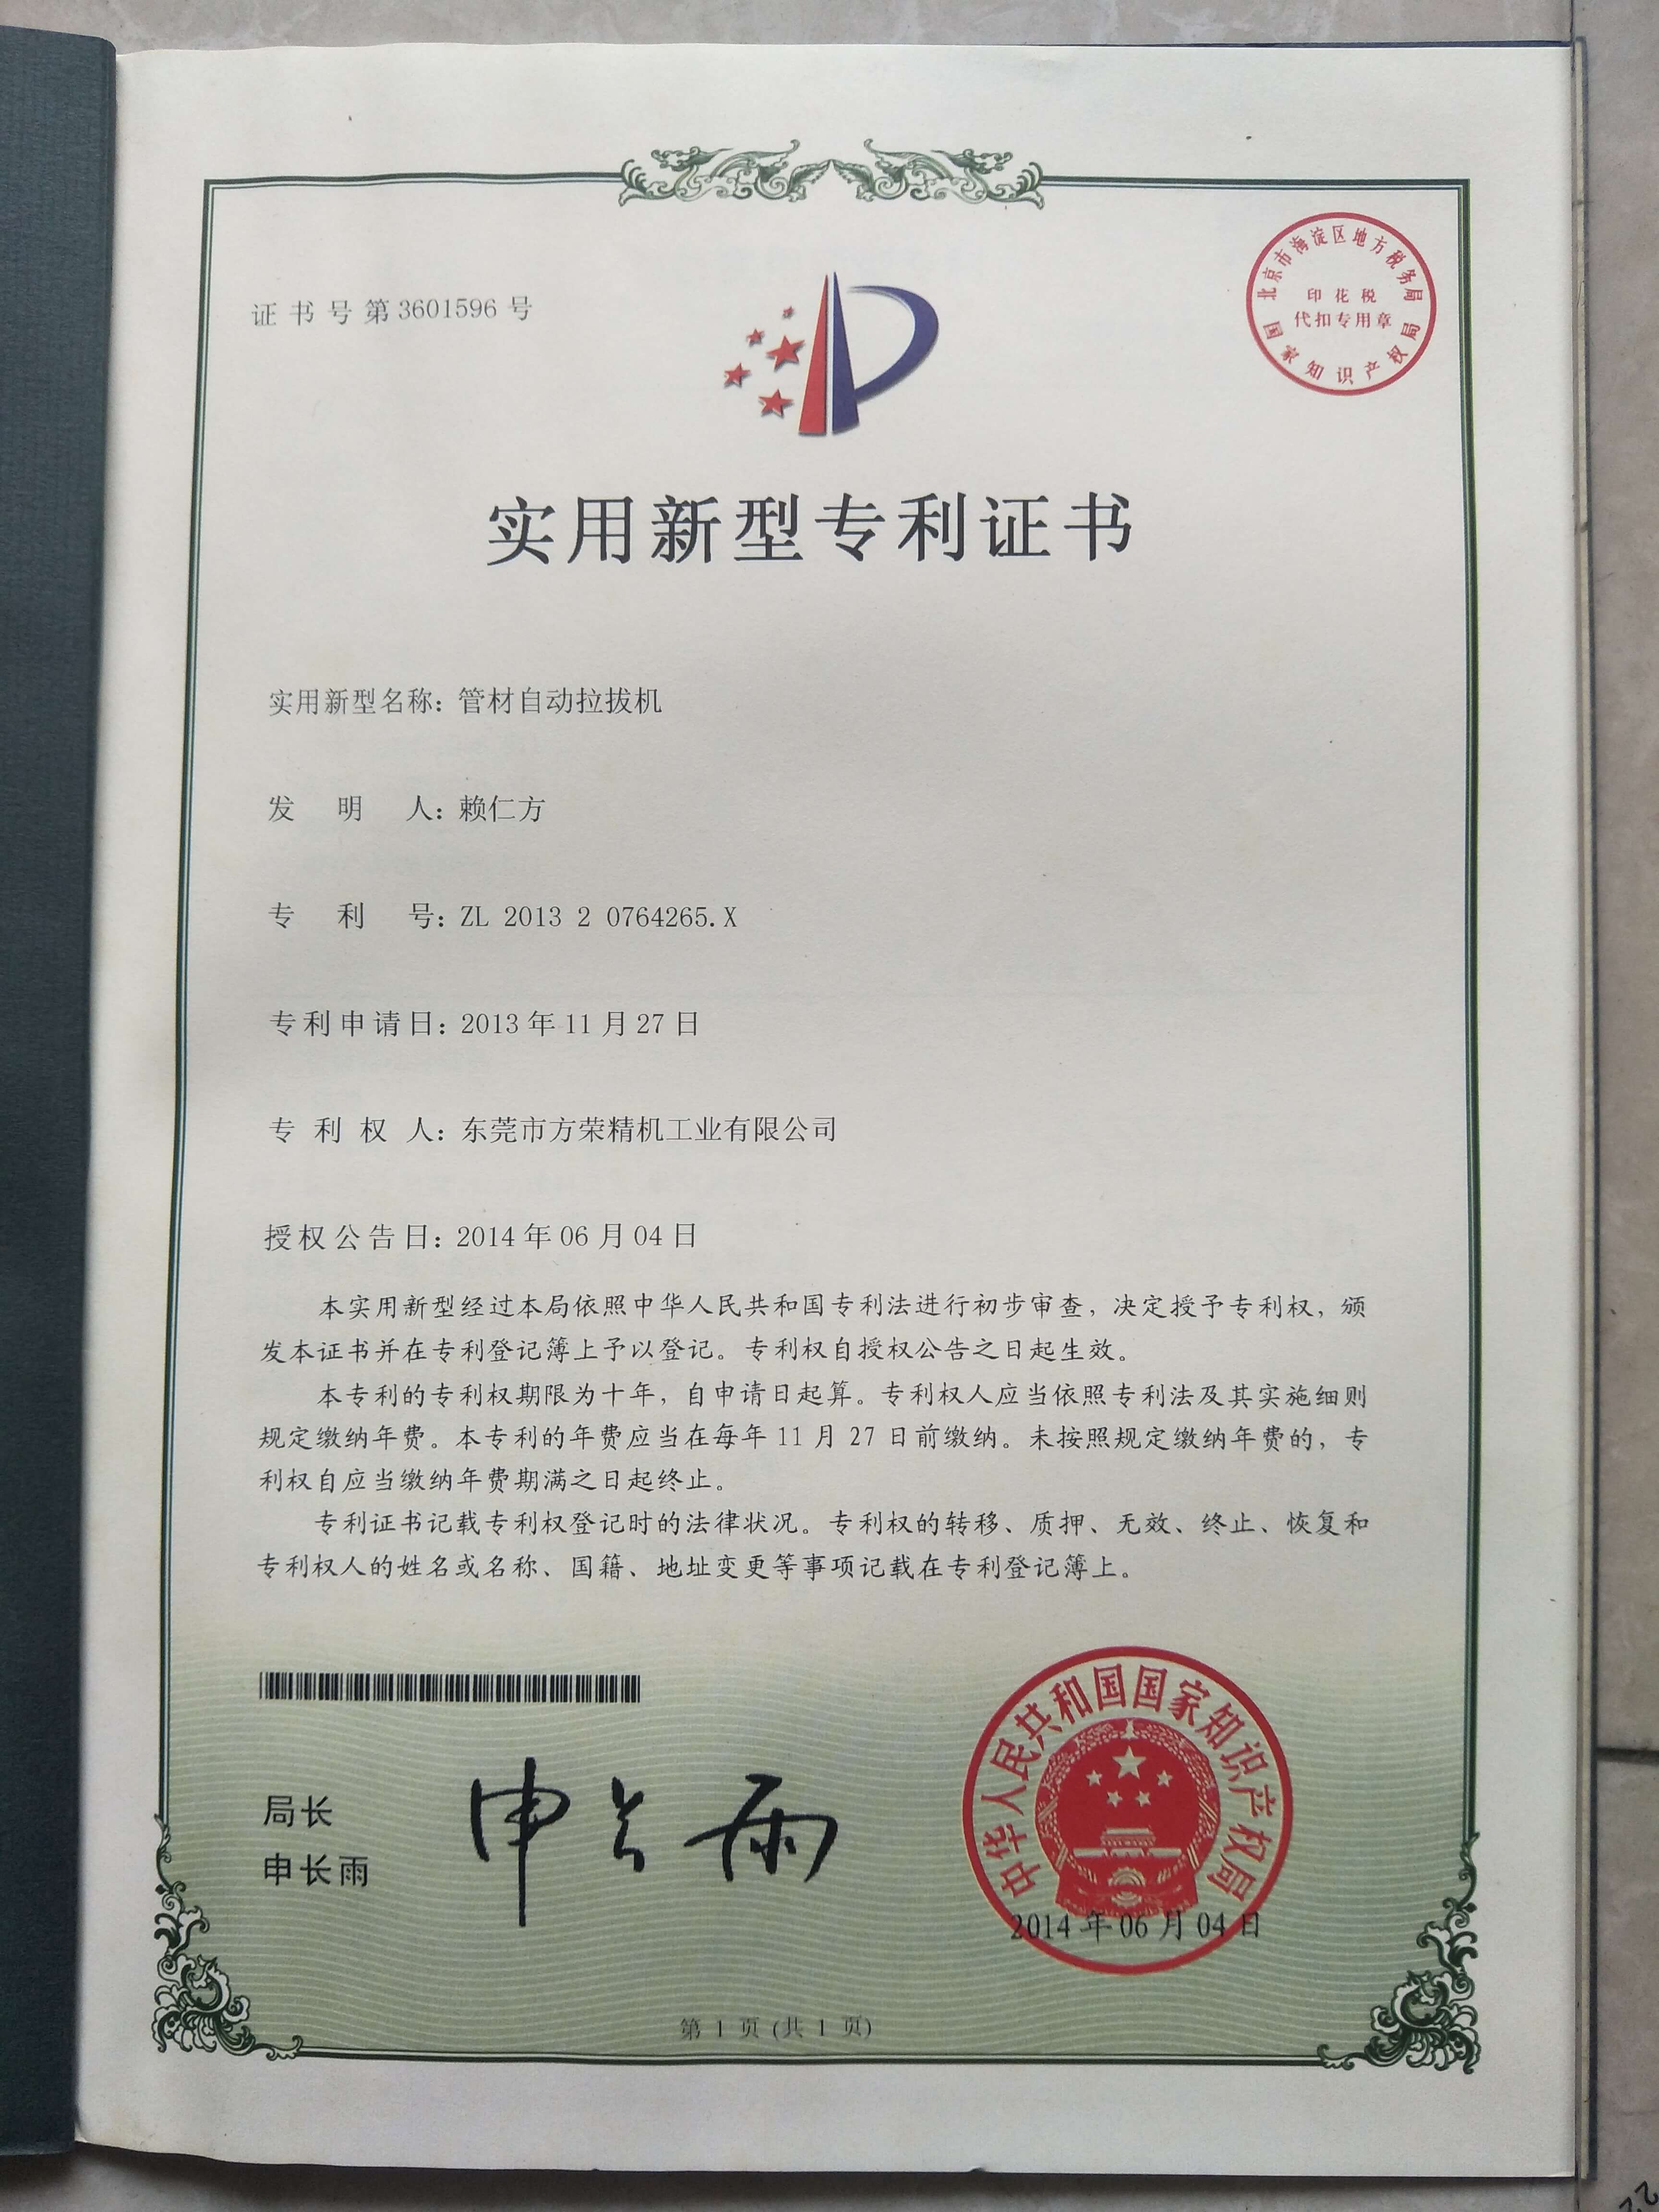 证书号第3601596号
北京市海淀区地方税务局
印花税
代扣专用章
国家知识产权局
实用新型专利证书
实用新型名称：管材自动拉拔机
发明人：赖仁方
专利号：ZL 2013 2 0764265.X
专利申请日：2013年11月27日
专利权人：东莞市方荣精机工业有限公司
授权公告日：2014年06月04日
本实用新型经过本局依照中华人民共和国专利法进行初步审查，决定授予专利权，颁
发本证书并在专利登记簿上予以登记。专利权自授权公告之日起生效。
本专利的专利权期限为十年，自申请日起算。专利权人应当依照专利法及其实施细则
规定缴纳年费。本专利的年费应当在每年11月27日前缴纳。未按照规定缴纳年费的，专
利权自应当缴纳年费期满之日起终止。
专利证书记载专利权登记时的法律状况。专利权的转移、质押、无效、终止、恢复和
专利权人的姓名或名称、国籍、地址变更等事项记载在专利登记簿上。
局长
申长雨
申长雨
中华人民共和国国家知识产权局
2014年06月04日
第1页(共1页)
22